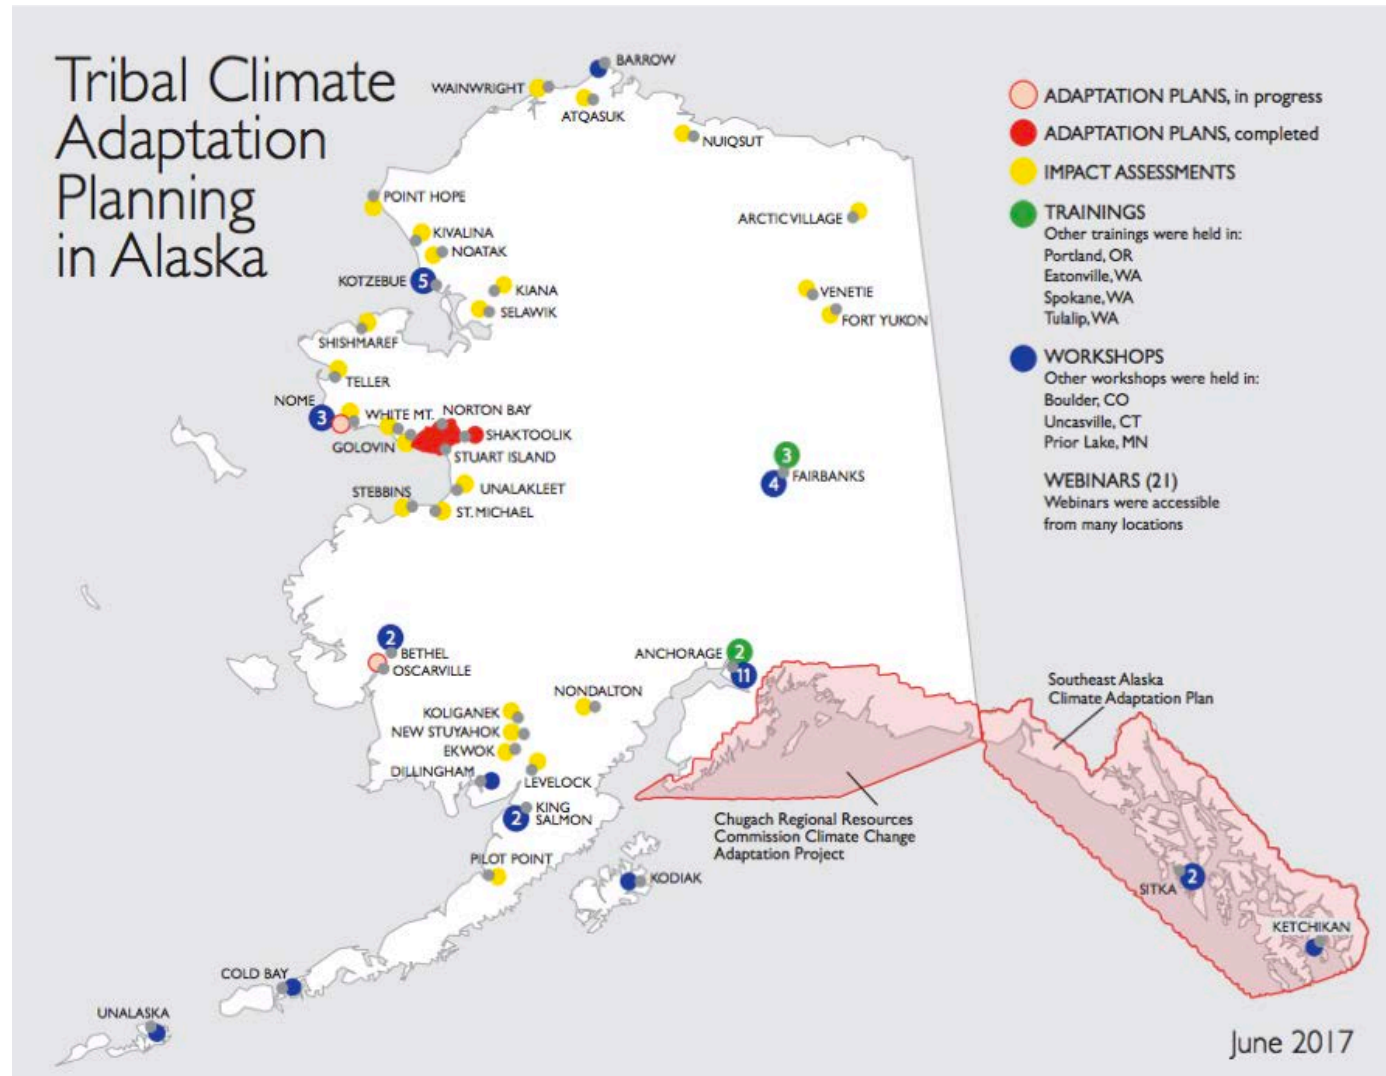 Tribal Climate
Adaptation
Planning
in Alaska
BARROW
WAINWRIGHT
ATQASUK
NUIQSUT
POINT HOPE
ARCTIC VILLAGE
KIVALINA
NOATAK
KOTZEBUE
5
KIANA
SELAWIK
VENETIE
FORT YUKON
SHISHMAREF
TELLER
NOME
3
WHITE MT.
NORTON BAY
GOLOVIN
SHAKTOOLIK
STUART ISLAND
STEBBINS
UNALAKLEET
ST. MICHAEL
3
4
FAIRBANKS
2
BETHEL
OSCARVILLE
ANCHORAGE
2
11
NONDALTON
KOLIGANEK
NEW STUYAHOK
EKWOK
DILLINGHAM
LEVELOCK
2
KING
SALMON
PILOT POINT
KODIAK
COLD BAY
UNALASKA
Chugach Regional Resources
Commission Climate Change
Adaptation Project
Southeast Alaska
Climate Adaptation Plan
SITKA
2
KETCHIKAN
ADAPTATION PLANS, in progress
ADAPTATION PLANS, completed
IMPACT ASSESSMENTS
TRAININGS
Other trainings were held in:
Portland, OR
Eatonville, WA
Spokane, WA
Tulalip, WA
WORKSHOPS
Other workshops were held in:
Boulder, CO
Uncasville, CT
Prior Lake, MN
WEBINARS (21)
Webinars were accessible
from many locations
June 2017